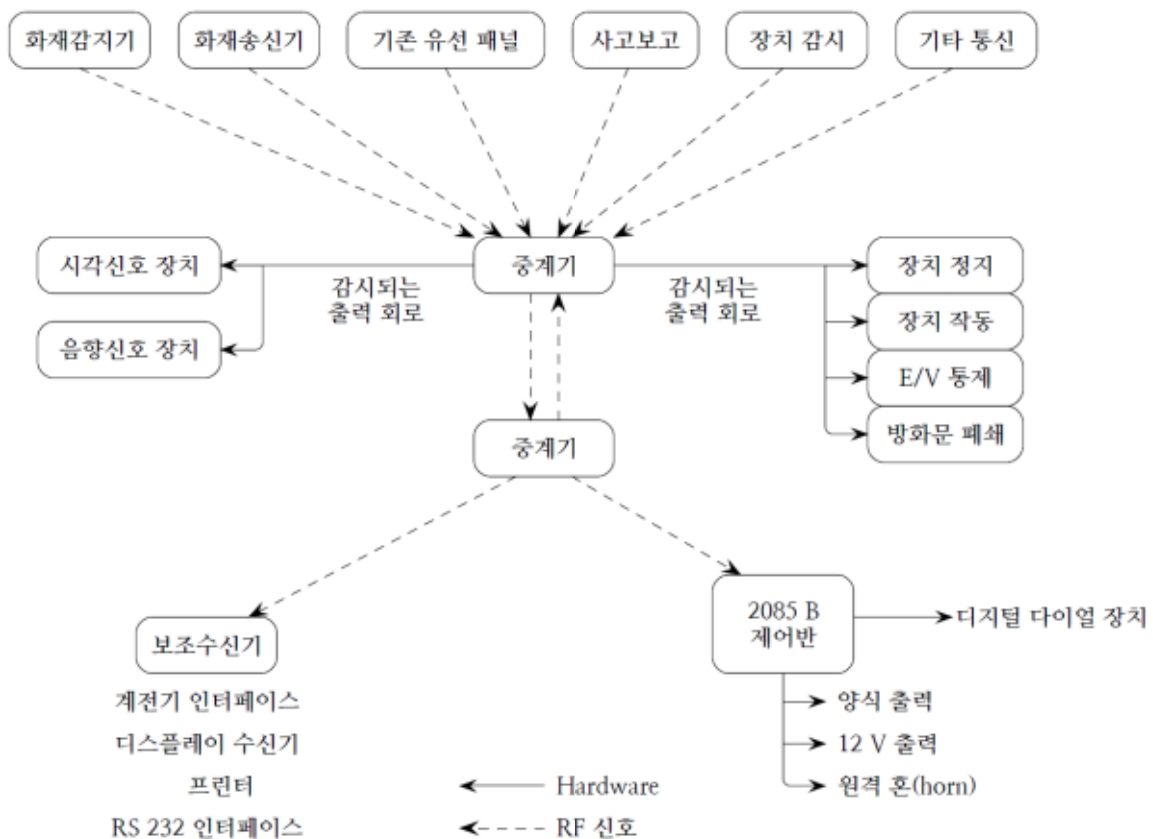 화재감지기
화재송신기
기존 유선 패널
사고보고
장치 감시
기타 통신
시각신호 장치
음향신호 장치
감시되는
출력 회로
중계기
감시되는
출력 회로
장치 정지
장치 작동
E/V 통제
방화문 폐쇄
중계기
보조수신기
계전기 인터페이스
디스플레이 수신기
프린터
RS 232 인터페이스
2085 B
제어반
디지털 다이얼 장치
양식 출력
12 V 출력
원격 혼(horn)
Hardware
RF 신호